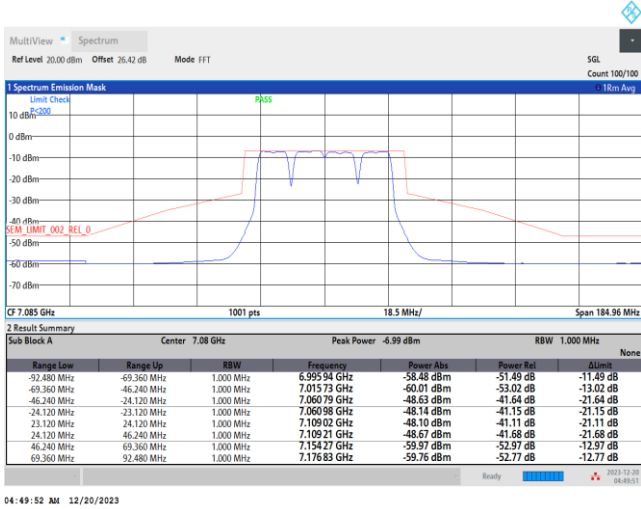 MultiView Spectrum
Ref Level 20.00 dBm Offset 26.42 dB Mode FFT SGL
Count 100/100
1 Spectrum Emission Mask 1Rm Avg
Limit Check PASS
P<200
10 dBm
0 dBm
-10 dBm
-20 dBm
-30 dBm
-40 dBm
SEM_LIMIT_002_REL_0
-50 dBm
-60 dBm
-70 dBm
CF 7.085 GHz 1001 pts 18.5 MHz/ Span 184.96 MHz
2 Result Summary
Sub Block A Center 7.08 GHz Peak Power -6.99 dBm RBW 1.000 MHz
None
Range Low Range Up RBW Frequency Power Abs Power Rel ΔLimit
-92.480 MHz -69.360 MHz 1.000 MHz 6.995 94 GHz -58.48 dBm -51.49 dB -11.49 dB
-69.360 MHz -46.240 MHz 1.000 MHz 7.015 73 GHz -60.01 dBm -53.02 dB -13.02 dB
-46.240 MHz -24.120 MHz 1.000 MHz 7.060 79 GHz -48.63 dBm -41.64 dB -21.64 dB
-24.120 MHz -23.120 MHz 1.000 MHz 7.060 98 GHz -48.14 dBm -41.15 dB -21.15 dB
23.120 MHz 24.120 MHz 1.000 MHz 7.109 02 GHz -48.10 dBm -41.11 dB -21.11 dB
24.120 MHz 46.240 MHz 1.000 MHz 7.109 21 GHz -48.67 dBm -41.68 dB -21.68 dB
46.240 MHz 69.360 MHz 1.000 MHz 7.154 27 GHz -59.97 dBm -52.97 dB -12.97 dB
69.360 MHz 92.480 MHz 1.000 MHz 7.176 83 GHz -59.76 dBm -52.77 dB -12.77 dB
Ready 2023-12-20
04:49:51
04:49:52 AM 12/20/2023